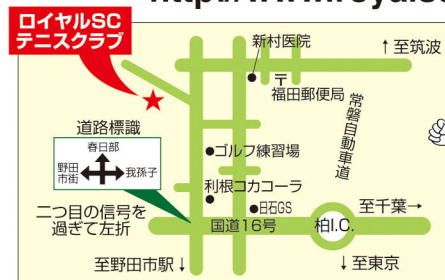 ロイヤルSC
テニスクラブ
新村医院
↑至筑波
〒
福田郵便局
常磐自動車道
道路標識
春日部
野田
市街
我孫子
●ゴルフ練習場
利根コカコーラ
●日石GS
二つ目の信号を
過ぎて左折
国道16号
柏I.C.
至千葉→
至野田市駅↓
↓至東京